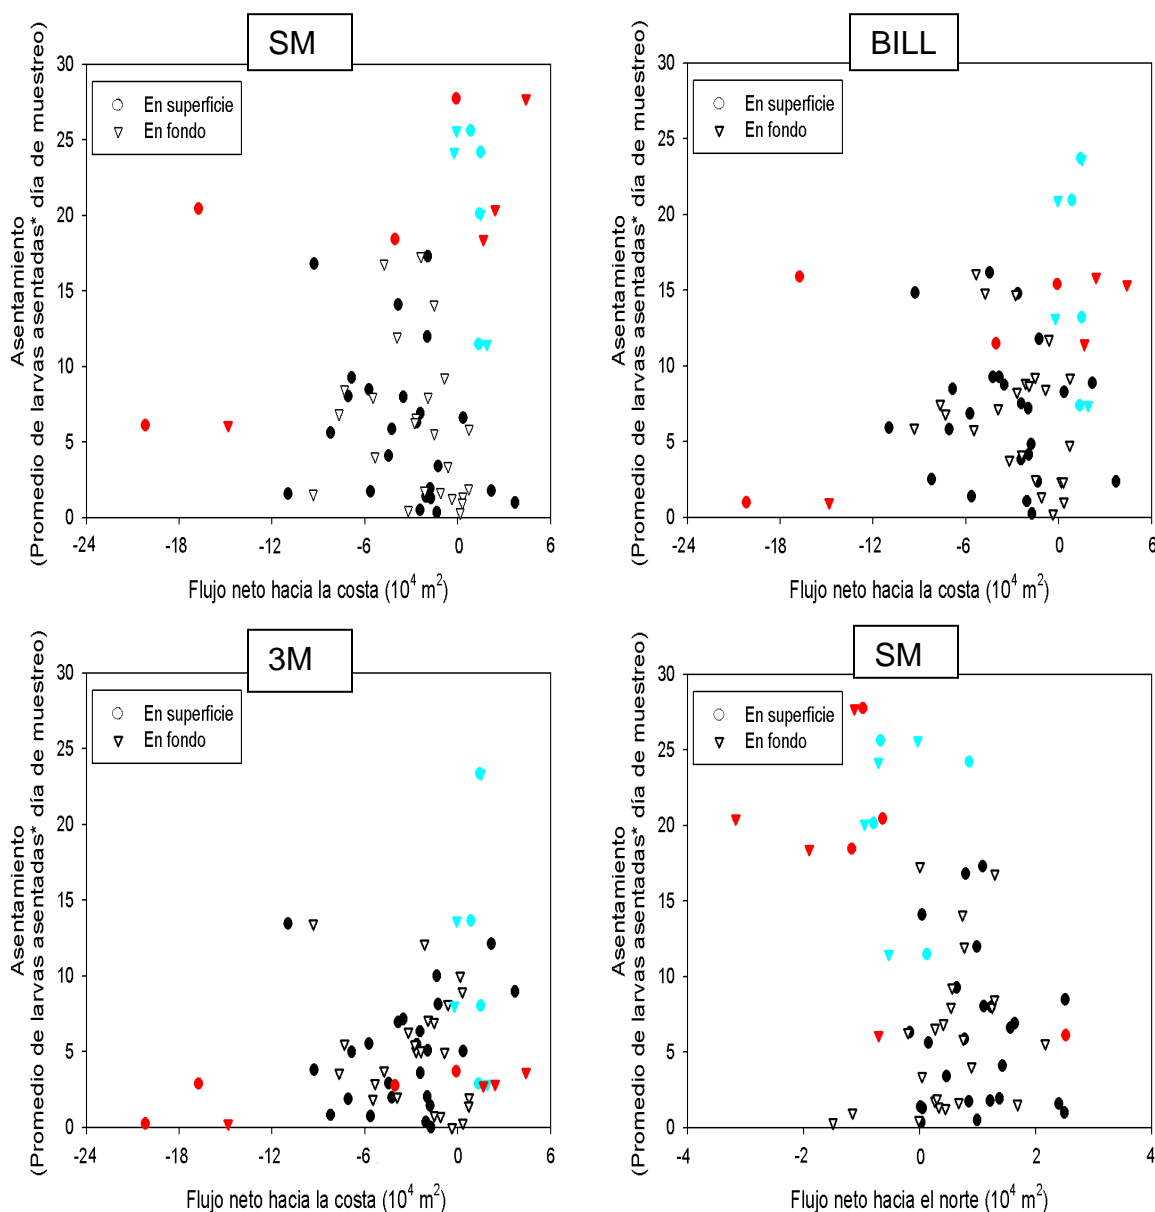 SM
30
25
20
15
10
5
0
En superficie
En fondo
Asentamiento
(Promedio de larvas asentadas* día de muestreo)
-24 -18 -12 -6 0 6
Flujo neto hacia la costa (10⁴ m²)
BILL
30
25
20
15
10
5
0
En superficie
En fondo
Asentamiento
(Promedio de larvas asentadas* día de muestreo)
-24 -18 -12 -6 0 6
Flujo neto hacia la costa (10⁴ m²)
3M
30
25
20
15
10
5
0
En superficie
En fondo
Asentamiento
(Promedio de larvas asentadas* día de muestreo)
-24 -18 -12 -6 0 6
Flujo neto hacia la costa (10⁴ m²)
SM
30
25
20
15
10
5
0
En superficie
En fondo
Asentamiento
(Promedio de larvas asentadas* día de muestreo)
-4 -2 0 2 4
Flujo neto hacia el norte (10⁴ m²)